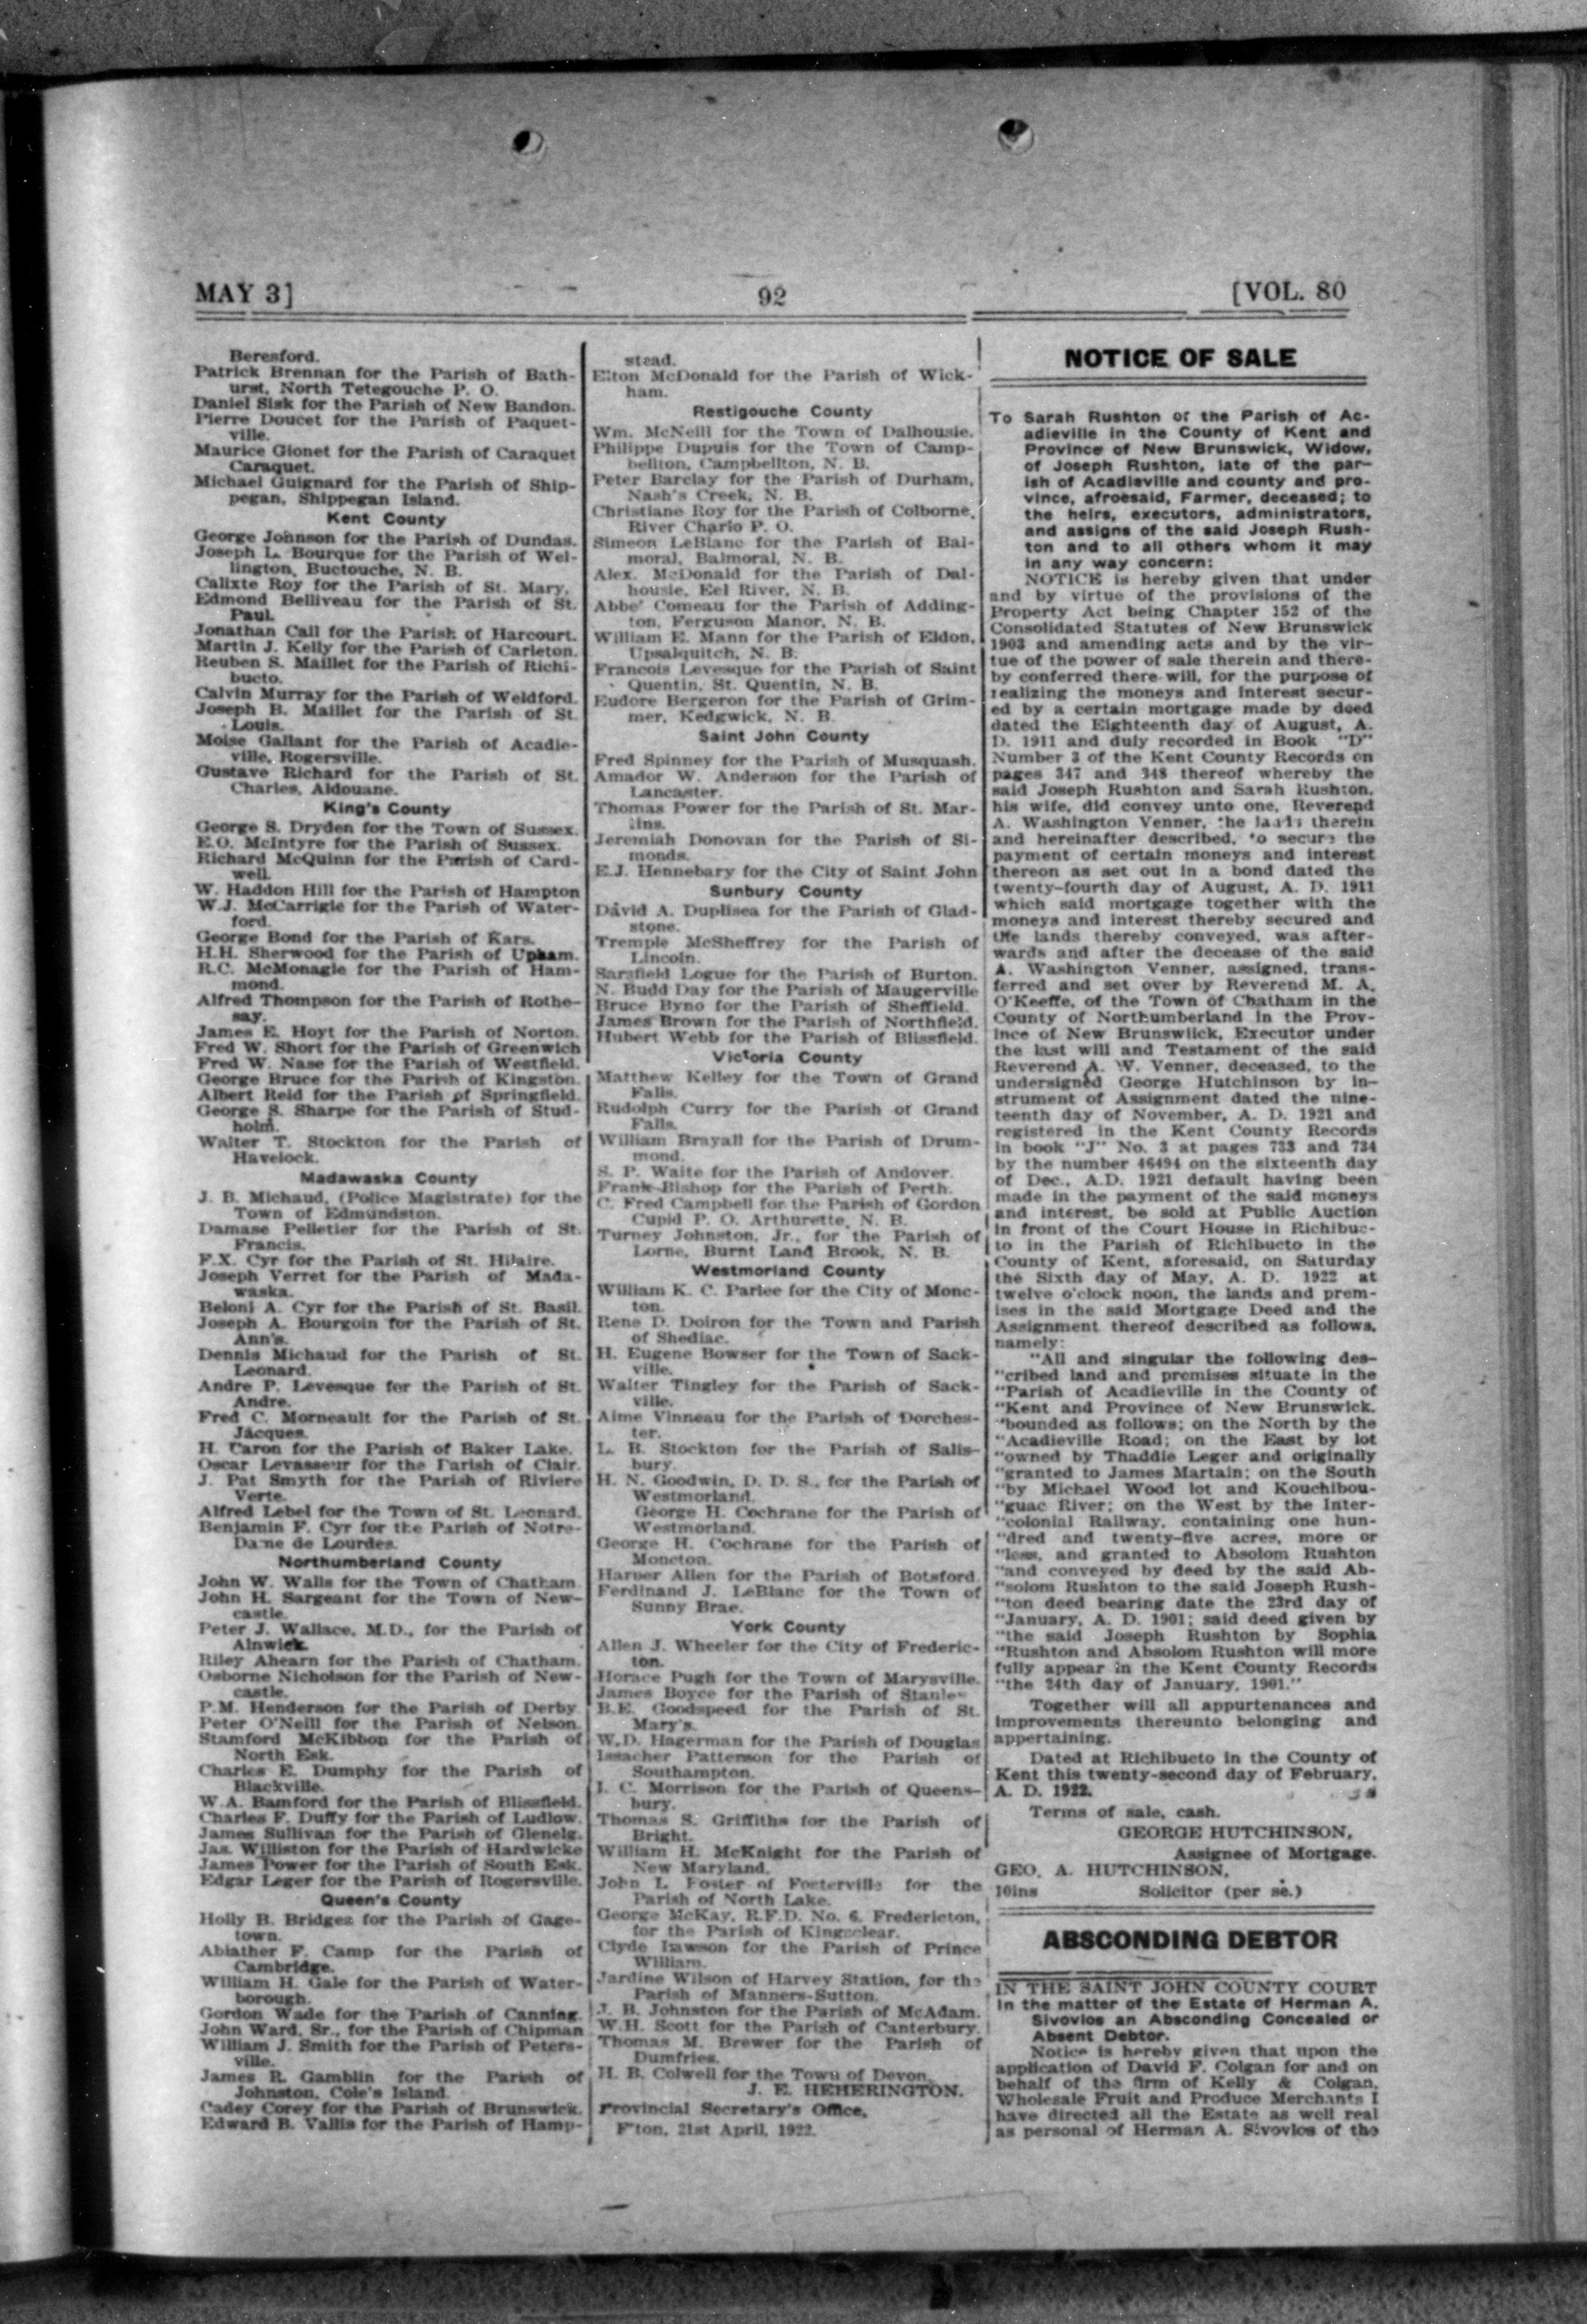 MAY 3]
92
[VOL. 80
Beresford.
Patrick Brennan for the Parish of Bath-
urst, North Tetegouche P. O.
Daniel Sisk for the Parish of New Bandon.
Pierre Doucet for the Parish of Paquet-
ville.
Maurice Gionet for the Parish of Caraquet
Caraquet.
Michael Guignard for the Parish of Ship-
pegan, Shippegan Island.
Kent County
George Johnson for the Parish of Dundas.
Joseph L. Bourque for the Parish of Wel-
lington, Buctouche, N. B.
Calixte Roy for the Parish of St. Mary.
Edmond Belliveau for the Parish of St.
Paul.
Jonathan Call for the Parish of Harcourt.
Martin J. Kelly for the Parish of Carleton.
Reuben S. Maillet for the Parish of Richi-
bucto.
Calvin Murray for the Parish of Weldford.
Joseph B. Maillet for the Parish of St.
Louis.
Moise Gallant for the Parish of Acadie-
ville, Rogersville.
Gustave Richard for the Parish of St.
Charles, Aldouane.
King's County
George S. Dryden for the Town of Sussex.
E.O. McIntyre for the Parish of Sussex.
Richard McQuinn for the Parish of Card-
well.
W. Haddon Hill for the Parish of Hampton
W.J. McCarrigle for the Parish of Water-
ford.
George Bond for the Parish of Kars.
H.H. Sherwood for the Parish of Upham.
R.C. McMonagle for the Parish of Ham-
mond.
Alfred Thompson for the Parish of Rothe-
say.
James E. Hoyt for the Parish of Norton.
Fred W. Short for the Parish of Greenwich
Fred W. Nase for the Parish of Westfield.
George Bruce for the Parish of Kingston.
Albert Reid for the Parish of Springfield.
George S. Sharpe for the Parish of Stud-
holm.
Walter T. Stockton for the Parish of
Havelock.
Madawaska County
J. B. Michaud, (Police Magistrate) for the
Town of Edmundston.
Damase Pelletier for the Parish of St.
Francis.
F.X. Cyr for the Parish of St. Hilaire.
Joseph Verret for the Parish of Mada-
waska.
Beloni A. Cyr for the Parish of St. Basil.
Joseph A. Bourgoin for the Parish of St.
Ann's.
Dennis Michaud for the Parish of St.
Leonard.
Andre P. Levesque for the Parish of St.
Andre.
Fred C. Morneault for the Parish of St.
Jacques.
H. Caron for the Parish of Baker Lake.
Oscar Levasseur for the Parish of Clair.
J. Pat Smyth for the Parish of Riviere
Verte.
Alfred Lebel for the Town of St. Leonard.
Benjamin F. Cyr for the Parish of Notre-
Dame de Lourdes.
Northumberland County
John W. Walls for the Town of Chatham.
John H. Sargeant for the Town of New-
castle.
Peter J. Wallace, M.D., for the Parish of
Alnwick.
Riley Ahearn for the Parish of Chatham.
Osborne Nicholson for the Parish of New-
castle.
P.M. Henderson for the Parish of Derby
Peter O'Neill for the Parish of Nelson.
Stamford McKibbon for the Parish of
North Esk.
Charles E. Dumphy for the Parish of
Blackville.
W.A. Bamford for the Parish of Blissfield.
Charles F. Duffy for the Parish of Ludlow.
James Sullivan for the Parish of Glenelg.
Jas. Williston for the Parish of Hardwicke
James Power for the Parish of South Esk.
Edgar Leger for the Parish of Rogersville.
Queen's County
Holly B. Bridges for the Parish of Gage-
town.
Abiather F. Camp for the Parish of
Cambridge.
William H. Gale for the Parish of Water-
borough.
Gordon Wade for the Parish of Canning.
John Ward, Sr., for the Parish of Chipman
William J. Smith for the Parish of Peters-
ville.
James R. Gamblin for the Parish of
Johnston, Cole's Island.
Cadey Corey for the Parish of Brunswick.
Edward B. Vallis for the Parish of Hamp-
stead.
Elton McDonald for the Parish of Wick-
ham.
Restigouche County
Wm. McNeill for the Town of Dalhousie.
Philippe Dupuis for the Town of Camp-
bellton, Campbellton, N. B.
Peter Barclay for the Parish of Durham,
Nash's Creek, N. B.
Christiane Roy for the Parish of Colborne,
River Charlo P. O.
Simeon LeBlanc for the Parish of Bal-
moral, Balmoral, N. B.
Alex. McDonald for the Parish of Dal-
housie, Eel River, N. B.
Abbe' Comeau for the Parish of Adding-
ton, Ferguson Manor, N. B.
William E. Mann for the Parish of Eldon,
Upsalquitch, N. B.
Francois Levesque for the Parish of Saint
Quentin, St. Quentin, N. B.
Eudore Bergeron for the Parish of Grim-
mer, Kedgwick, N. B.
Saint John County
Fred Spinney for the Parish of Musquash.
Amador W. Anderson for the Parish of
Lancaster.
Thomas Power for the Parish of St. Mar-
tins.
Jeremiah Donovan for the Parish of Si-
monds.
E.J. Hennebary for the City of Saint John
Sunbury County
David A. Duplisea for the Parish of Glad-
stone.
Tremple McSheffrey for the Parish of
Lincoln.
Sarsfield Logue for the Parish of Burton.
N. Budd Day for the Parish of Maugerville
Bruce Byno for the Parish of Sheffield.
James Brown for the Parish of Northfield.
Hubert Webb for the Parish of Blissfield.
Victoria County
Matthew Kelley for the Town of Grand
Falls.
Rudolph Curry for the Parish of Grand
Falls.
William Brayall for the Parish of Drum-
mond.
S. P. Waite for the Parish of Andover.
Frank Bishop for the Parish of Perth.
C. Fred Campbell for the Parish of Gordon
Cupid P. O. Arthurette, N. B.
Turney Johnston, Jr., for the Parish of
Lorne, Burnt Land Brook, N. B.
Westmorland County
William K. C. Parlee for the City of Monc-
ton.
Rene D. Doiron for the Town and Parish
of Shediac.
H. Eugene Bowser for the Town of Sack-
ville.
Walter Tingley for the Parish of Sack-
ville.
Aime Vinneau for the Parish of Dorches-
ter.
L. B. Stockton for the Parish of Salis-
bury.
H. N. Goodwin, D. D. S., for the Parish of
Westmorland.
George H. Cochrane for the Parish of
Westmorland.
George H. Cochrane for the Parish of
Moncton.
Harper Allen for the Parish of Botsford.
Ferdinand J. LeBlanc for the Town of
Sunny Brae.
York County
Allen J. Wheeler for the City of Frederic-
ton.
Horace Pugh for the Town of Marysville.
James Boyce for the Parish of Stanley
B.E. Goodspeed for the Parish of St.
Mary's.
W.D. Hagerman for the Parish of Douglas
Issacher Patterson for the Parish of
Southampton.
I. C. Morrison for the Parish of Queens-
bury.
Thomas S. Griffiths for the Parish of
Bright.
William H. McKnight for the Parish of
New Maryland.
John L. Foster of Fosterville for the
Parish of North Lake.
George McKay, R.F.D. No. 6, Fredericton,
for the Parish of Kingsclear.
Clyde Lawson for the Parish of Prince
William.
Jardine Wilson of Harvey Station, for the
Parish of Manners-Sutton.
J. B. Johnston for the Parish of McAdam.
W.H. Scott for the Parish of Canterbury.
Thomas M. Brewer for the Parish of
Dumfries.
H. B. Colwell for the Town of Devon.
J. E. HEHERINGTON.
Provincial Secretary's Office,
F'ton, 21st April, 1922.
NOTICE OF SALE
To Sarah Rushton of the Parish of Ac-
adieville in the County of Kent and
Province of New Brunswick, Widow,
of Joseph Rushton, late of the par-
ish of Acadieville and county and pro-
vince, afroesaid, Farmer, deceased; to
the heirs, executors, administrators,
and assigns of the said Joseph Rush-
ton and to all others whom it may
in any way concern:
NOTICE is hereby given that under
and by virtue of the provisions of the
Property Act being Chapter 152 of the
Consolidated Statutes of New Brunswick
1903 and amending acts and by the vir-
tue of the power of sale therein and there-
by conferred there will, for the purpose of
realizing the moneys and interest secur-
ed by a certain mortgage made by deed
dated the Eighteenth day of August, A.
D. 1911 and duly recorded in Book "D"
Number 3 of the Kent County Records on
pages 347 and 348 thereof whereby the
said Joseph Rushton and Sarah Rushton,
his wife, did convey unto one, Reverend
A. Washington Venner, the lands therein
and hereinafter described, to secure the
payment of certain moneys and interest
thereon as set out in a bond dated the
twenty-fourth day of August, A. D. 1911
which said mortgage together with the
moneys and interest thereby secured and
the lands thereby conveyed, was after-
wards and after the decease of the said
A. Washington Venner, assigned, trans-
ferred and set over by Reverend M. A.
O'Keeffe, of the Town of Chatham in the
County of Northumberland in the Prov-
ince of New Brunswiick, Executor under
the last will and Testament of the said
Reverend A. W. Venner, deceased, to the
undersigned George Hutchinson by in-
strument of Assignment dated the nine-
teenth day of November, A. D. 1921 and
registered in the Kent County Records
in book "J" No. 3 at pages 733 and 734
by the number 46494 on the sixteenth day
of Dec., A.D. 1921 default having been
made in the payment of the said moneys
and interest, be sold at Public Auction
in front of the Court House in Richibuc-
to in the Parish of Richibucto in the
County of Kent, aforesaid, on Saturday
the Sixth day of May, A. D. 1922 at
twelve o'clock noon, the lands and prem-
ises in the said Mortgage Deed and the
Assignment thereof described as follows,
namely:
"All and singular the following des-
"cribed land and premises situate in the
"Parish of Acadieville in the County of
"Kent and Province of New Brunswick,
"bounded as follows; on the North by the
"Acadieville Road; on the East by lot
"owned by Thaddie Leger and originally
"granted to James Martain; on the South
"by Michael Wood lot and Kouchibou-
"guac River; on the West by the Inter-
"colonial Railway, containing one hun-
"dred and twenty-five acres, more or
"less, and granted to Absolom Rushton
"and conveyed by deed by the said Ab-
"solom Rushton to the said Joseph Rush-
"ton deed bearing date the 23rd day of
"January, A. D. 1901; said deed given by
"the said Joseph Rushton by Sophia
"Rushton and Absolom Rushton will more
fully appear in the Kent County Records
"the 24th day of January, 1901."
Together will all appurtenances and
improvements thereunto belonging and
appertaining.
Dated at Richibucto in the County of
Kent this twenty-second day of February,
A. D. 1922.
Terms of sale, cash.
GEORGE HUTCHINSON,
Assignee of Mortgage.
GEO. A. HUTCHINSON,
10ins Solicitor (per se.)
ABSCONDING DEBTOR
IN THE SAINT JOHN COUNTY COURT
In the matter of the Estate of Herman A.
Sivovlos an Absconding Concealed or
Absent Debtor.
Notice is hereby given that upon the
application of David F. Colgan for and on
behalf of the firm of Kelly & Colgan,
Wholesale Fruit and Produce Merchants I
have directed all the Estate as well real
as personal of Herman A. Sivovlos of the